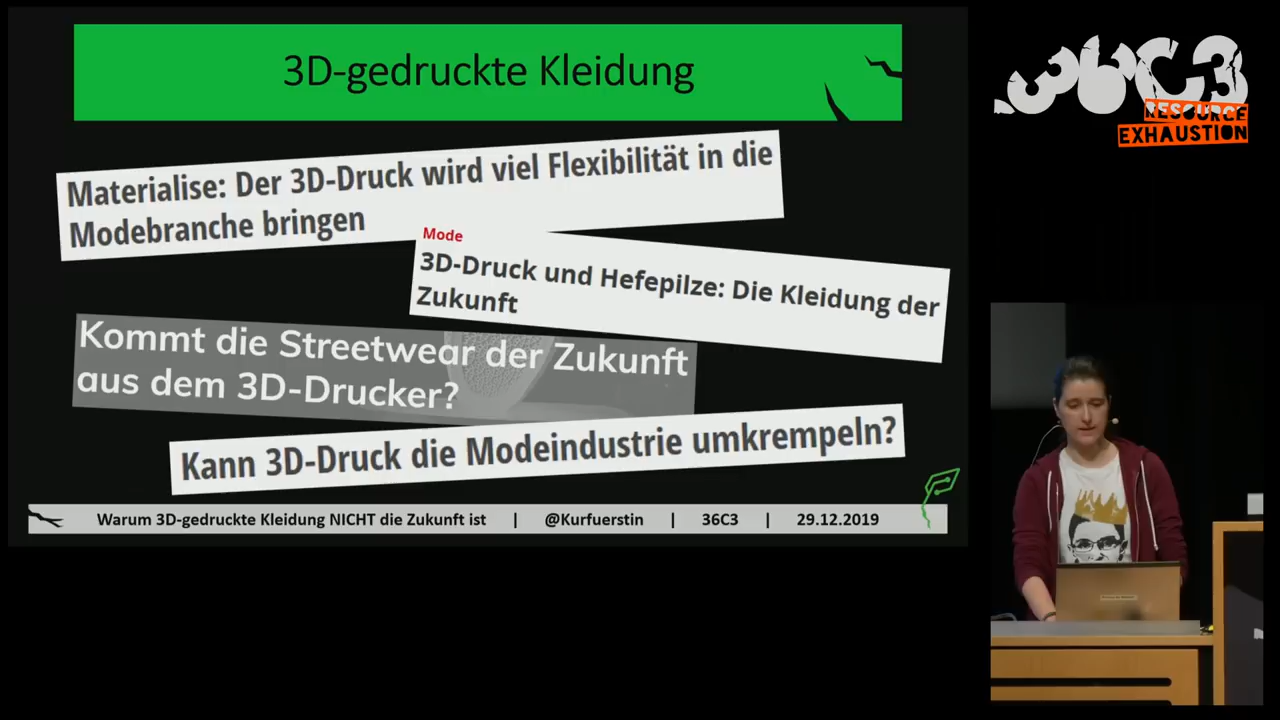 3D-gedruckte Kleidung
Materialise: Der 3D-Druck wird viel Flexibilität in die
Modebranche bringen
Mode
3D-Druck und Hefepilze: Die Kleidung der
Zukunft
Kommt die Streetwear der Zukunft
aus dem 3D-Drucker?
Kann 3D-Druck die Modeindustrie umkrempeln?
Warum 3D-gedruckte Kleidung NICHT die Zukunft ist | @Kurfuerstin | 36C3 | 29.12.2019
36C3
RESOURCE
EXHAUSTION